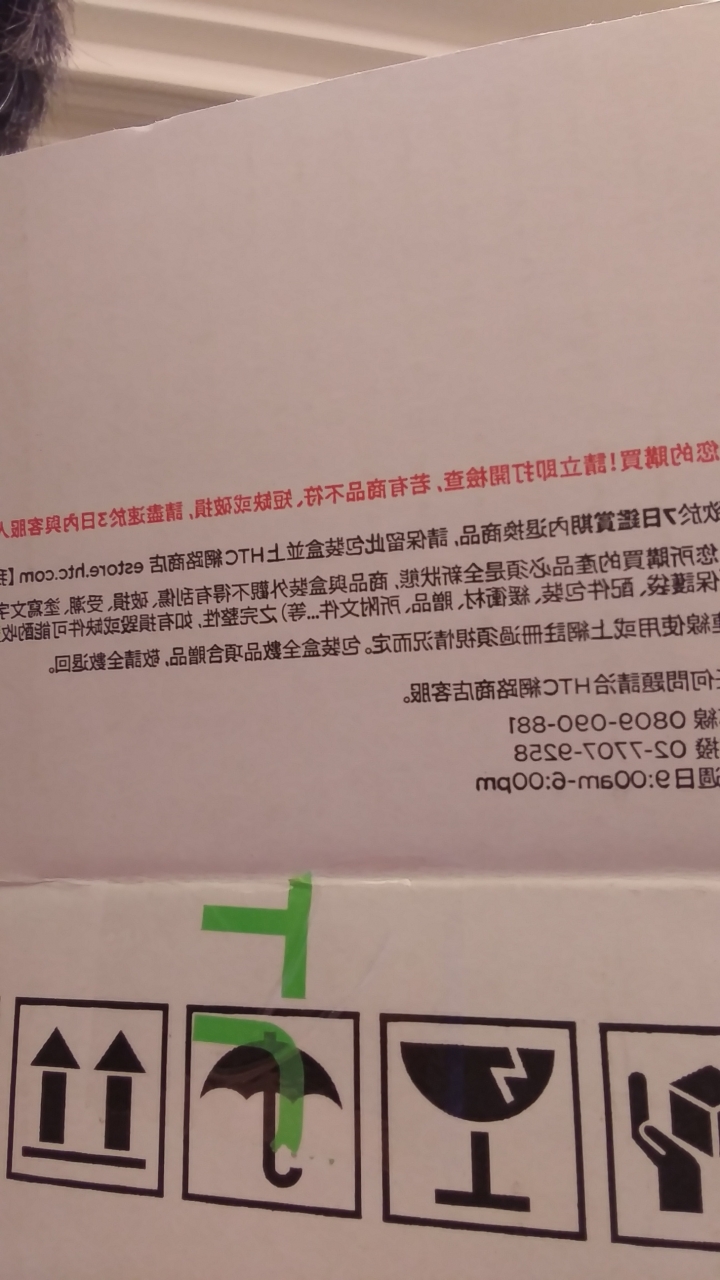 您的購買!請立即打開檢查,若有商品不符、短缺或破損,請盡速於3日內與客服人
欲於7日鑑賞期內退換商品, 請保留此包裝盒並上HTC網路商店 estore.htc.com【
您所購買的產品必須是全新狀態, 商品與盒裝外觀不得有刮傷、破損、受潮、塗寫文字
保護袋、配件包裝、緩衝材、贈品、所附文件...等)之完整性, 如有損毀或缺件可能酌收
連線使用或上網註冊過須視情況而定。包裝盒全數品項含贈品, 敬請全數退回。
任何問題請洽HTC網路商店客服。
線 0809-090-881
撥 02-7707-9258
週日9:00am-6:00pm